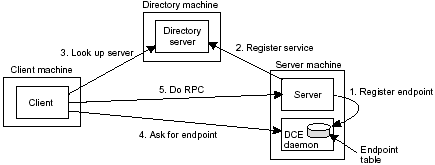 Directory machine
Directory
server
3. Look up server
2. Register service
Client machine
Server machine
Client
5. Do RPC
Server
1. Register endpoint
4. Ask for endpoint
DCE
daemon
Endpoint
table